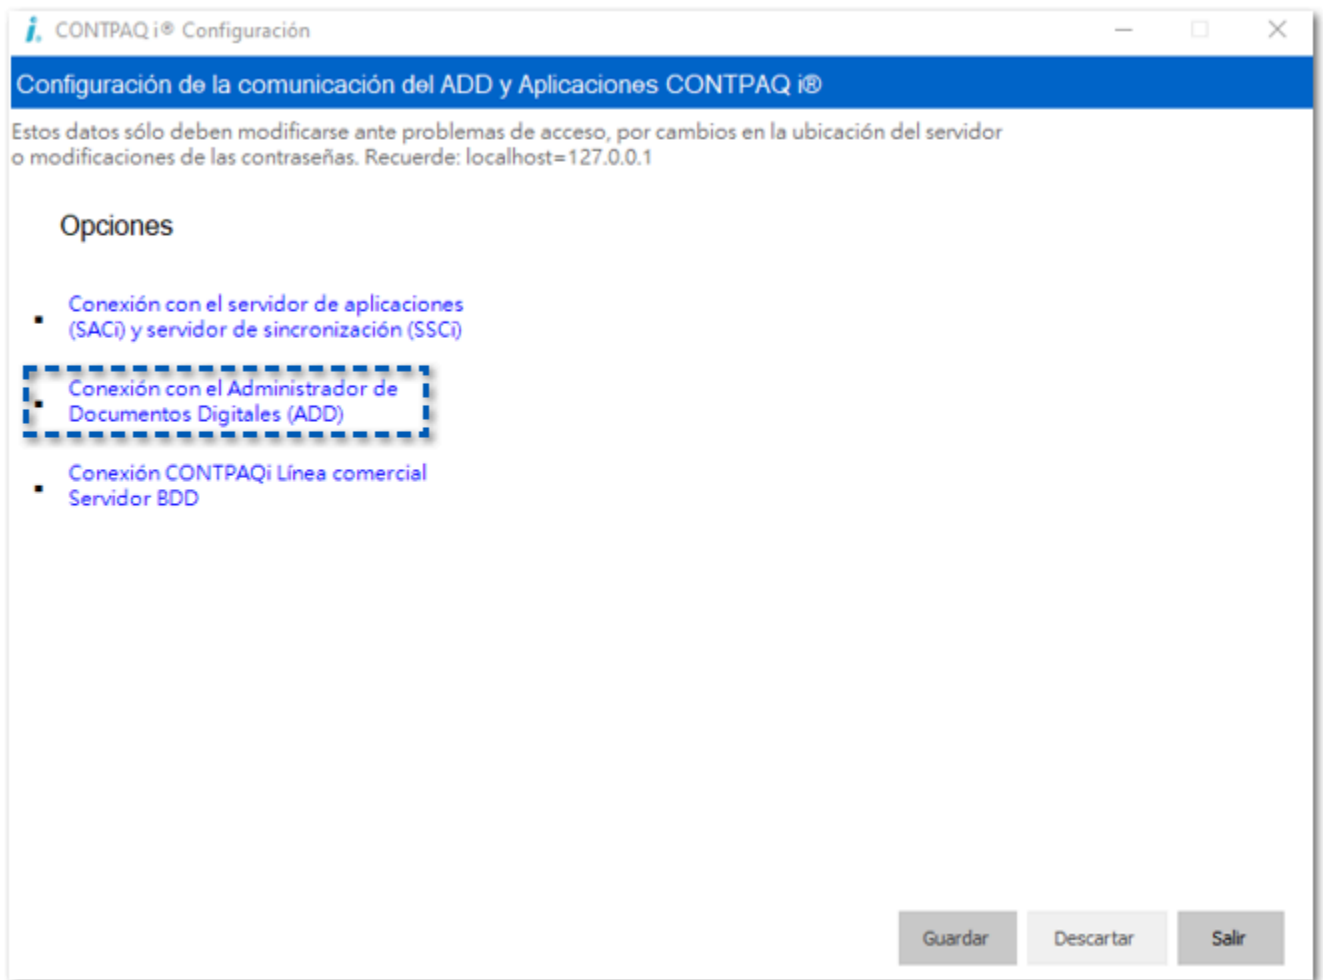 CONTPAQ i® Configuración
Configuración de la comunicación del ADD y Aplicaciones CONTPAQ i®
Estos datos sólo deben modificarse ante problemas de acceso, por cambios en la ubicación del servidor
o modificaciones de las contraseñas. Recuerde: localhost=127.0.0.1
Opciones
Conexión con el servidor de aplicaciones
(SACi) y servidor de sincronización (SSCi)
Conexión con el Administrador de
Documentos Digitales (ADD)
Conexión CONTPAQi Línea comercial
Servidor BDD
Guardar Descartar Salir